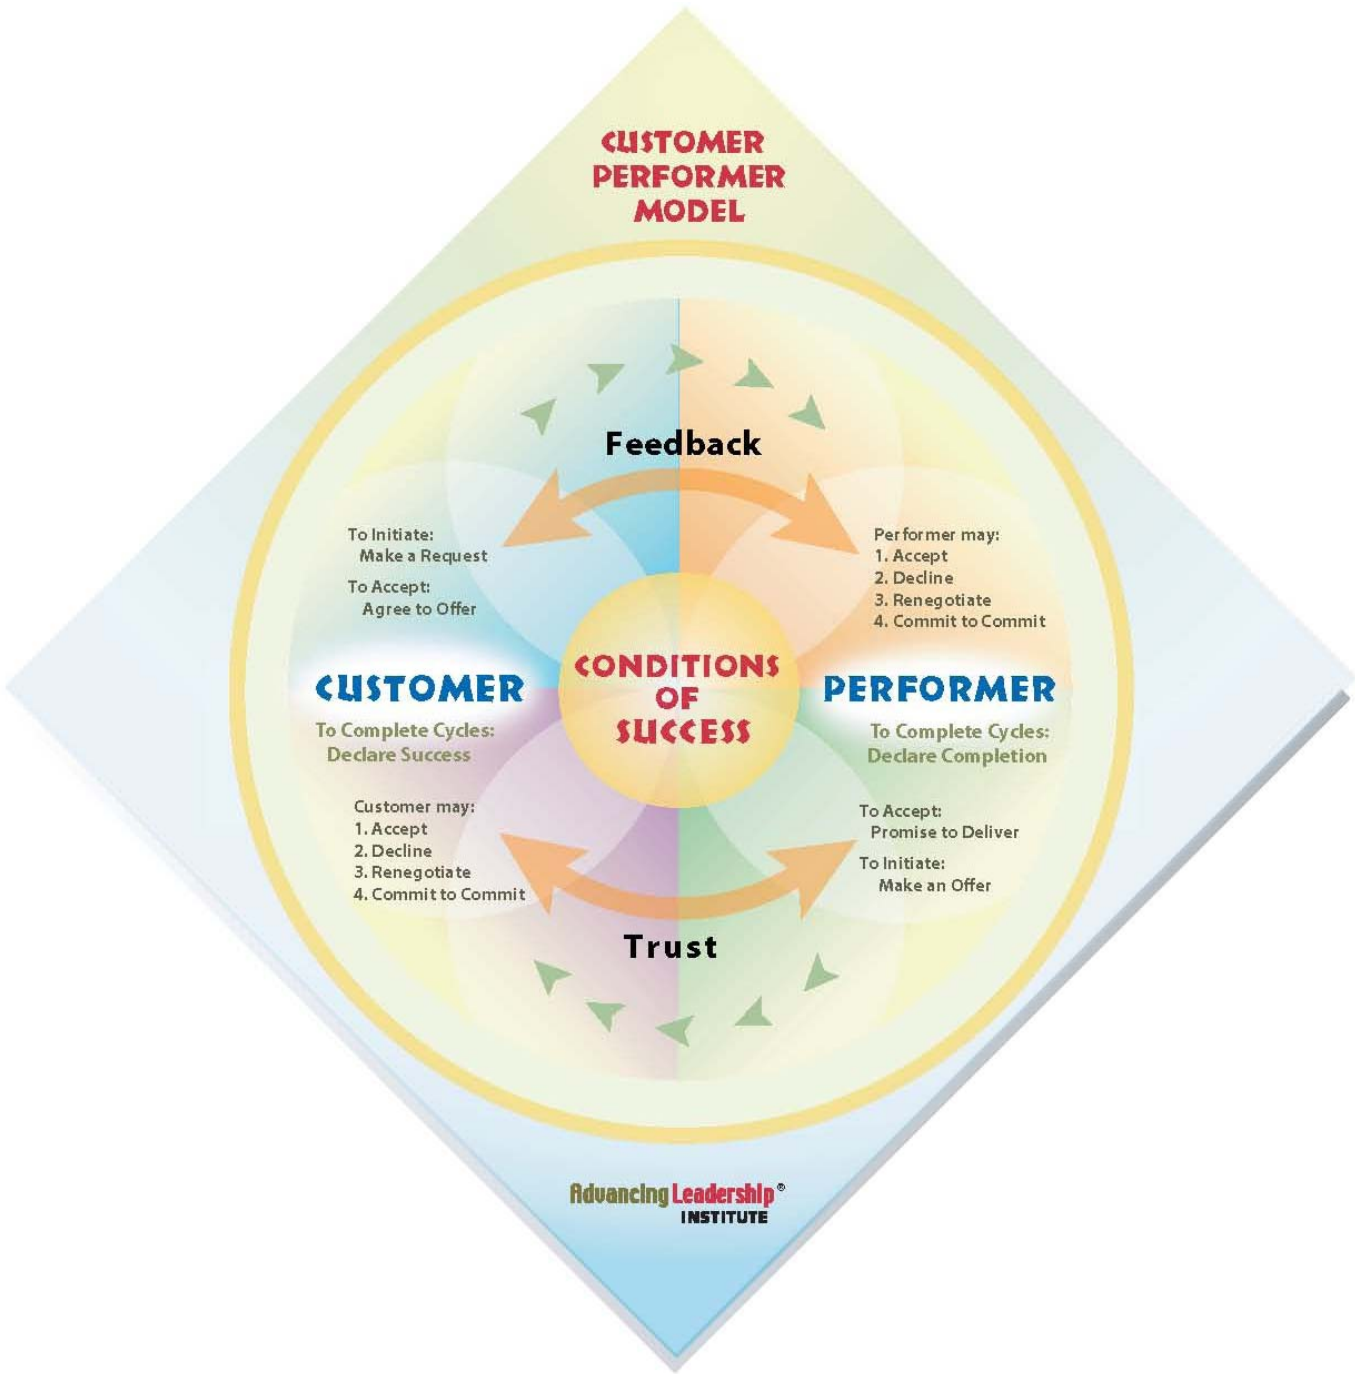 CUSTOMER
PERFORMER
MODEL
Feedback
To Initiate:
Make a Request
To Accept:
Agree to Offer
Performer may:
1. Accept
2. Decline
3. Renegotiate
4. Commit to Commit
CUSTOMER
CONDITIONS
OF
SUCCESS
PERFORMER
To Complete Cycles:
Declare Success
To Complete Cycles:
Declare Completion
Customer may:
1. Accept
2. Decline
3. Renegotiate
4. Commit to Commit
To Accept:
Promise to Deliver
To Initiate:
Make an Offer
Trust
Advancing Leadership®
INSTITUTE